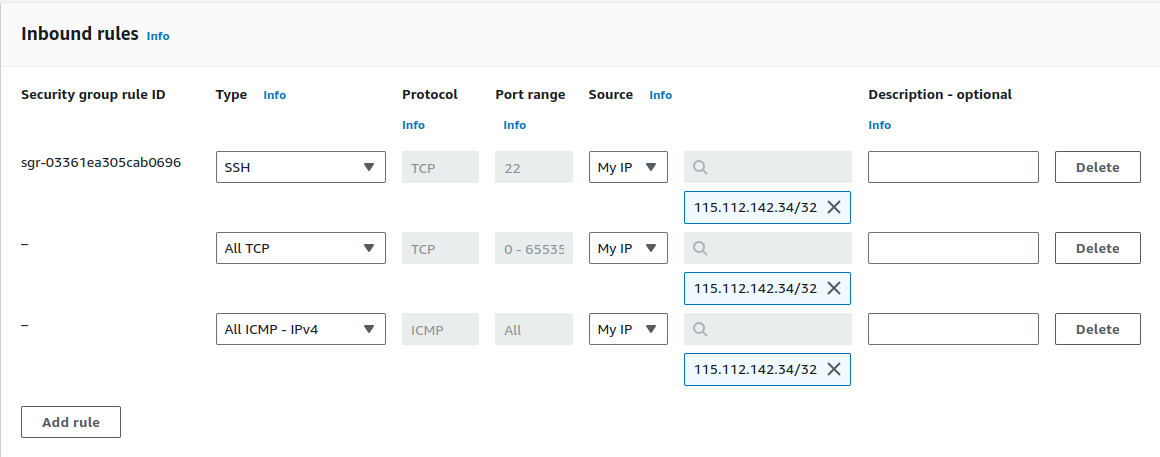 Inbound rules Info
Security group rule ID Type Info Protocol Info Port range Info Source Info Description - optional Info
sgr-03361ea305cab0696 SSH TCP 22 My IP Delete
115.112.142.34/32
– All TCP TCP 0 - 65535 My IP Delete
115.112.142.34/32
– All ICMP - IPv4 ICMP All My IP Delete
115.112.142.34/32
Add rule